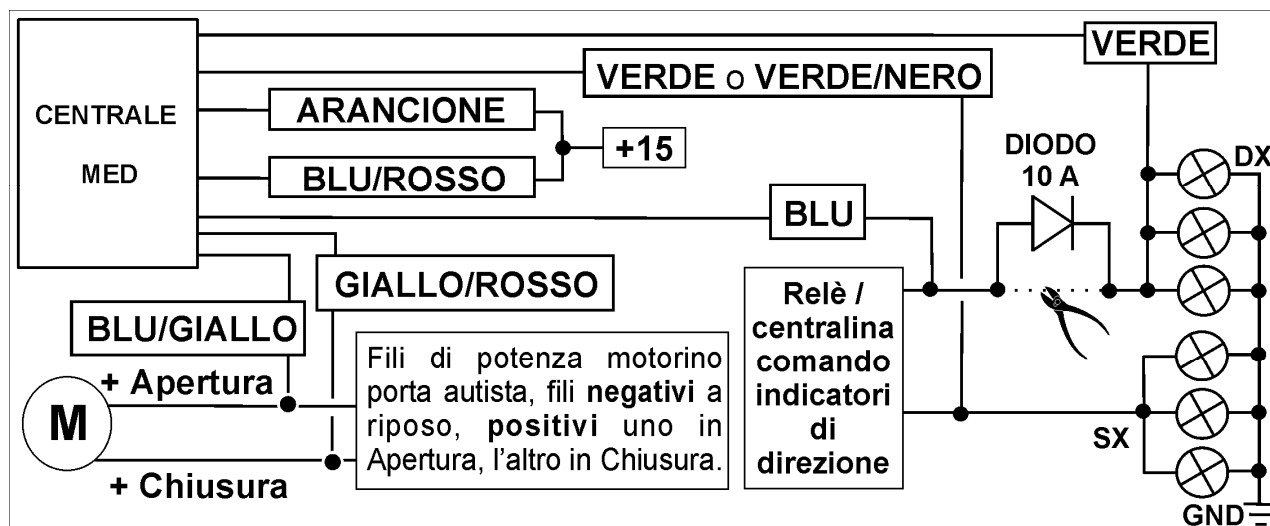 CENTRALE
MED
VERDE
VERDE o VERDE/NERO
ARANCIONE
+15
BLU/ROSSO
DIODO
10 A
DX
BLU
GIALLO/ROSSO
BLU/GIALLO
+ Apertura
M
+ Chiusura
Fili di potenza motorino
porta autista, fili negativi a
riposo, positivi uno in
Apertura, l'altro in Chiusura.
Relè /
centralina
comando
indicatori
di
direzione
SX
GND